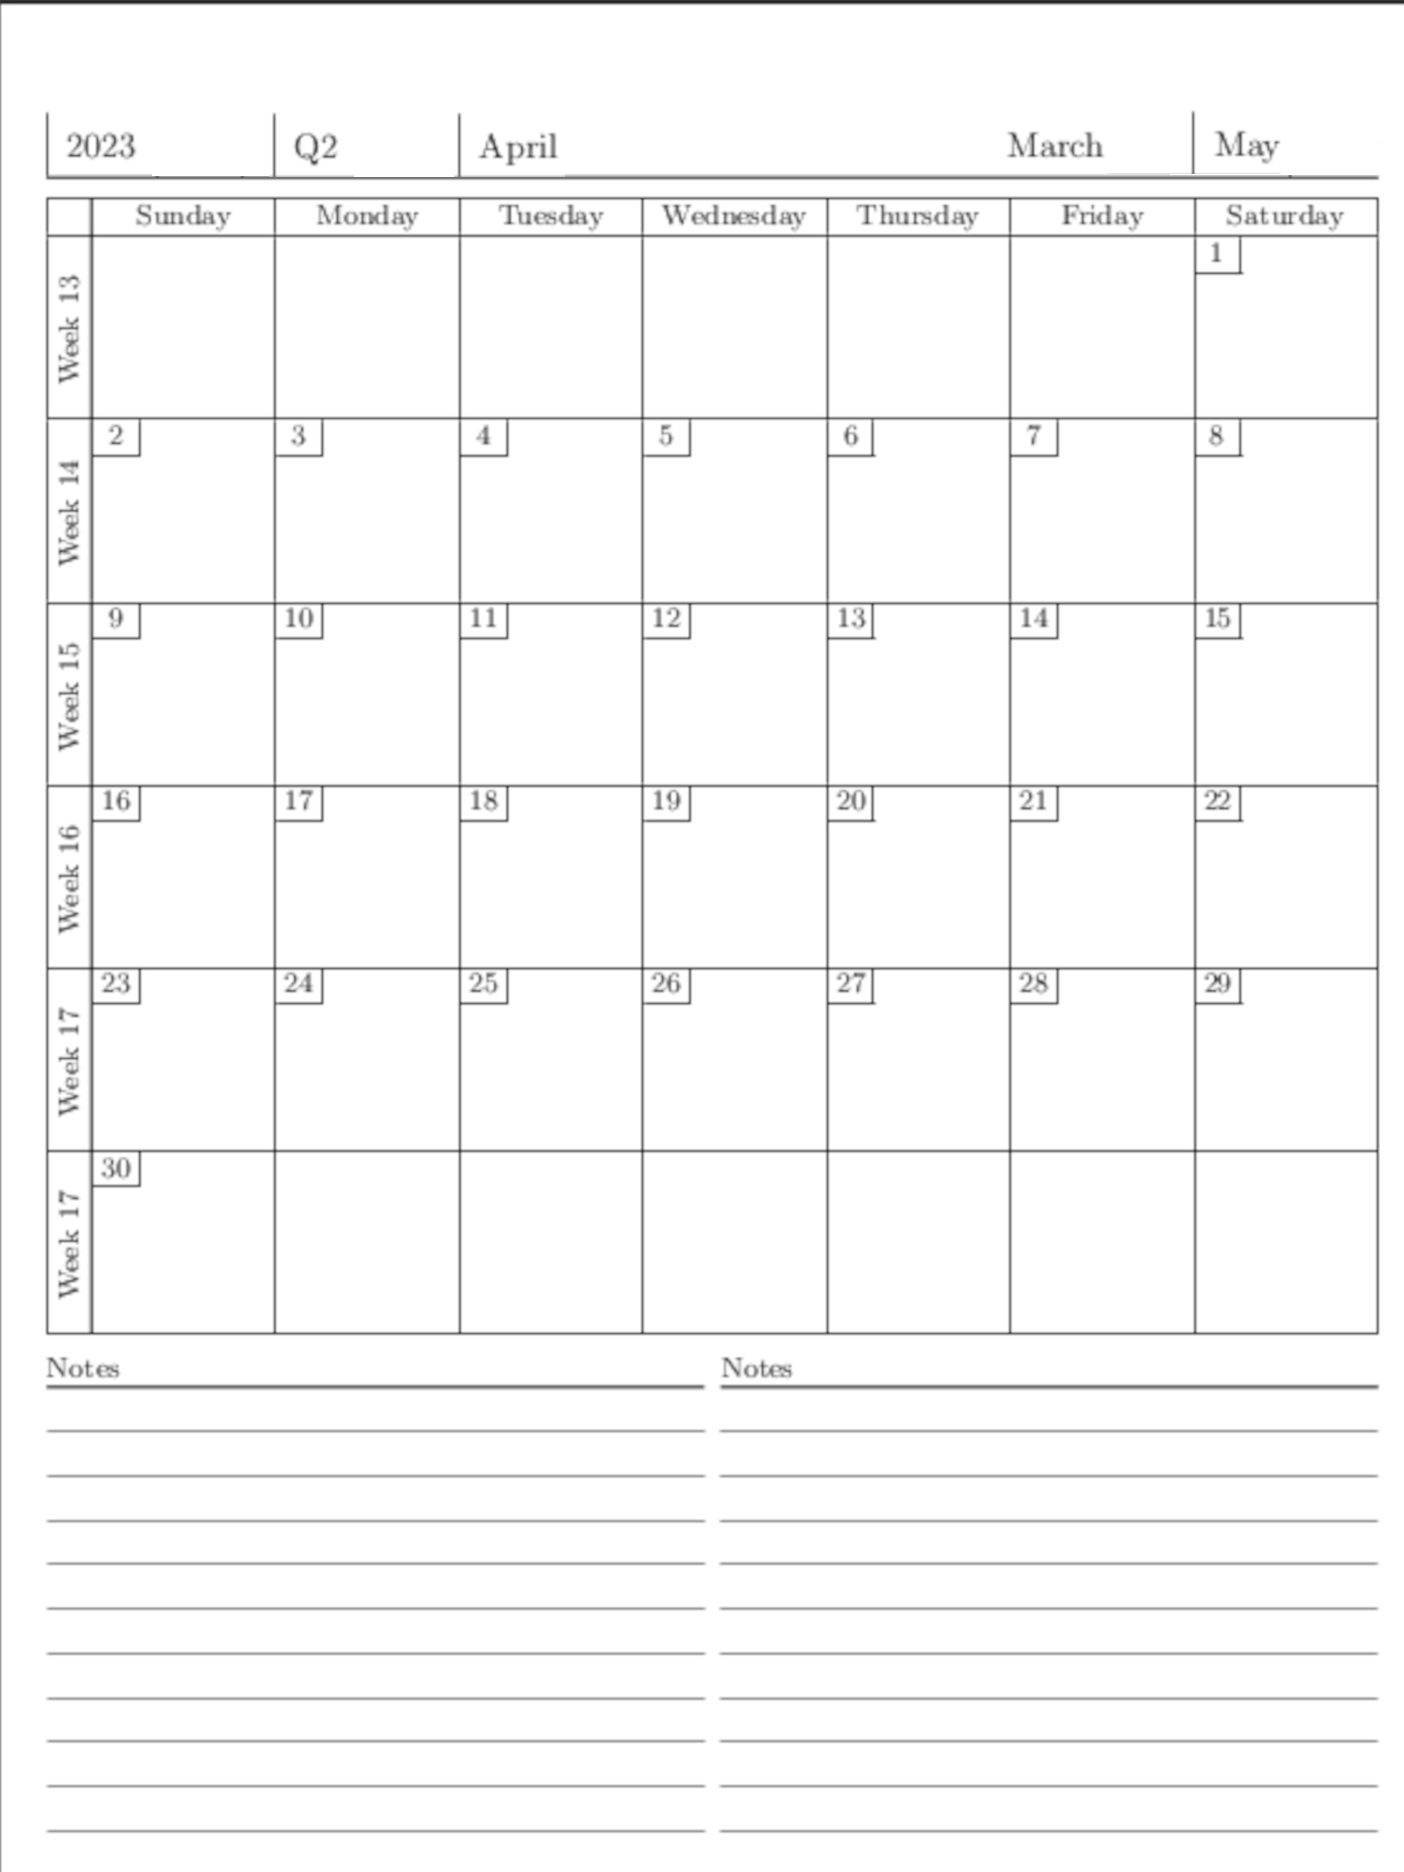 2023 Q2 April March May
Sunday Monday Tuesday Wednesday Thursday Friday Saturday
Week 13 1
Week 14 2 3 4 5 6 7 8
Week 15 9 10 11 12 13 14 15
Week 16 16 17 18 19 20 21 22
Week 17 23 24 25 26 27 28 29
Week 17 30
Notes Notes